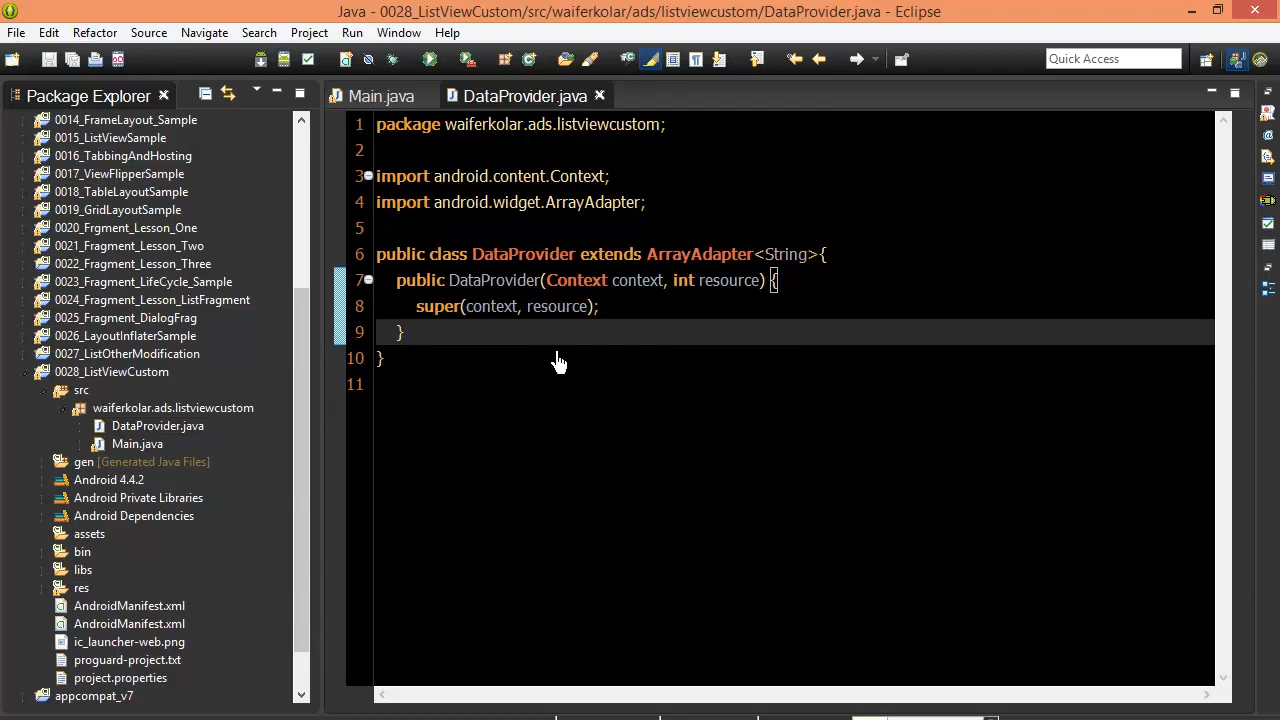 Java - 0028_ListViewCustom/src/waiferkolar/ads/listviewcustom/DataProvider.java - Eclipse
File Edit Refactor Source Navigate Search Project Run Window Help
Quick Access
Package Explorer
0014_FrameLayout_Sample
0015_ListViewSample
0016_TabbingAndHosting
0017_ViewFlipperSample
0018_TableLayoutSample
0019_GridLayoutSample
0020_Frgment_Lesson_One
0021_Fragment_Lesson_Two
0022_Fragment_Lesson_Three
0023_Fragment_LifeCycle_Sample
0024_Fragment_Lesson_ListFragment
0025_Fragment_DialogFrag
0026_LayoutInflaterSample
0027_ListOtherModification
0028_ListViewCustom
src
waiferkolar.ads.listviewcustom
DataProvider.java
Main.java
gen [Generated Java Files]
Android 4.4.2
Android Private Libraries
Android Dependencies
assets
bin
libs
res
AndroidManifest.xml
AndroidManifest.xml
ic_launcher-web.png
proguard-project.txt
project.properties
appcompat_v7
Main.java DataProvider.java
1 package waiferkolar.ads.listviewcustom;
2
3 import android.content.Context;
4 import android.widget.ArrayAdapter;
5
6 public class DataProvider extends ArrayAdapter<String>{
7 public DataProvider(Context context, int resource) {
8 super(context, resource);
9 }
10 }
11